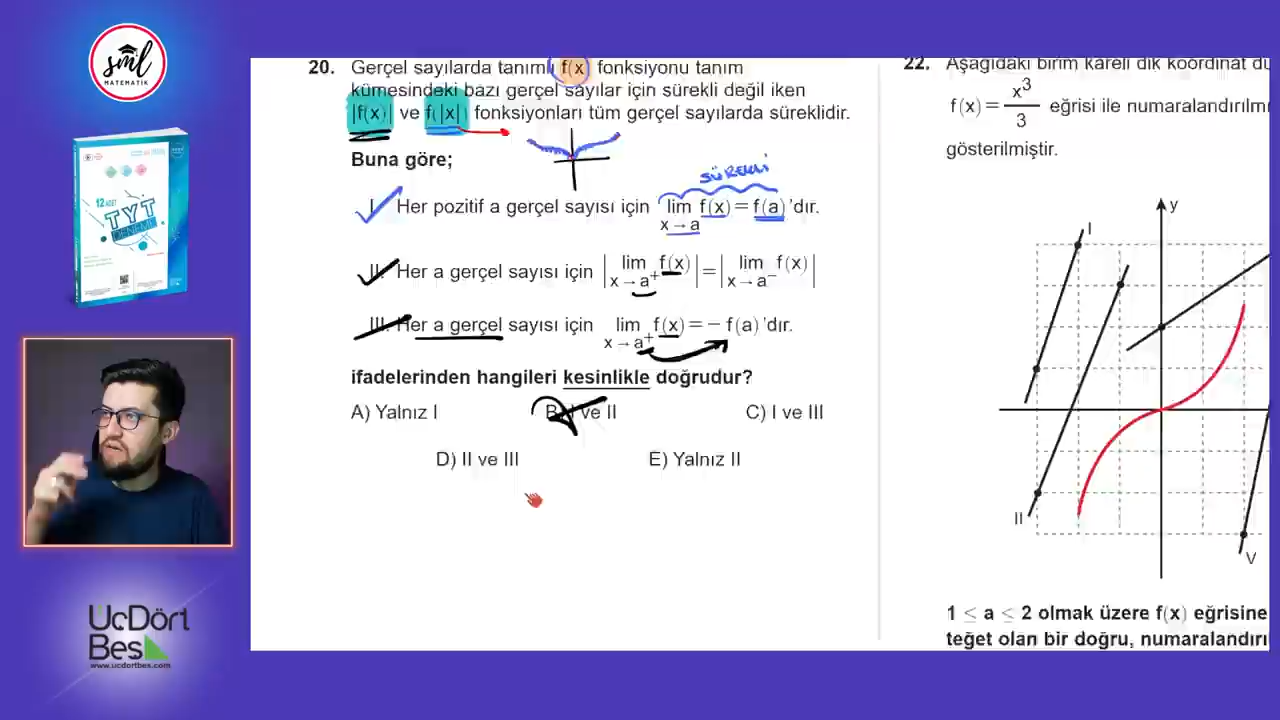 sml
MATEMATİK
12 ADET
TYT
DENEME
ÜçDört
Beş
www.ucdortbes.com
20. Gerçel sayılarda tanımlı f(x) fonksiyonu tanım
kümesindeki bazı gerçel sayılar için sürekli değil iken
|f(x)| ve f(|x|) fonksiyonları tüm gerçel sayılarda süreklidir.
Buna göre;
SÜREKLİ
I. Her pozitif a gerçel sayısı için lim x→a f(x) = f(a)'dır.
II. Her a gerçel sayısı için |lim x→a⁺ f(x)| = |lim x→a⁻ f(x)|
III. Her a gerçel sayısı için lim x→a⁺ f(x) = − f(a)'dır.
ifadelerinden hangileri kesinlikle doğrudur?
A) Yalnız I B) I ve II C) I ve III
D) II ve III E) Yalnız II
22. Aşağıdaki birim kareli dik koordinat
f(x) = x³/3 eğrisi ile
gösterilmiştir.
y
I
II
V
1 ≤ a ≤ 2 olmak üzere f(x) eğrisine
teğet olan bir doğru,